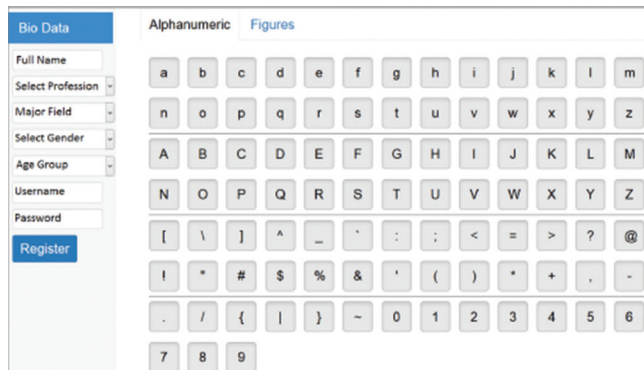 Bio Data
Full Name
Select Profession
Major Field
Select Gender
Age Group
Username
Password
Register
Alphanumeric Figures
a b c d e f g h i j k l m
n o p q r s t u v w x y z
A B C D E F G H I J K L M
N O P Q R S T U V W X Y Z
[ \ ] ^ _ ` : ; < = > ? @
! " # $ % & ' ( ) * + , -
. / { | } ~ 0 1 2 3 4 5 6
7 8 9